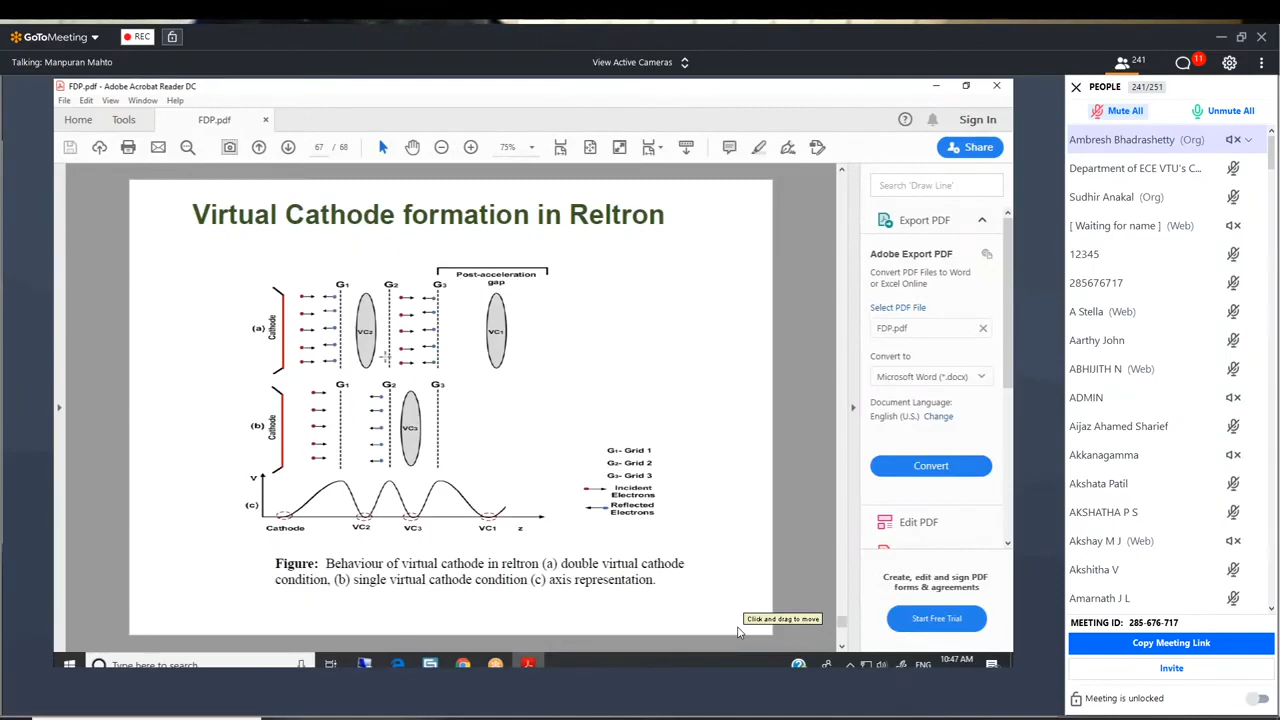 GoToMeeting
REC
Talking: Manpuran Mahto
View Active Cameras
241
11
FDP.pdf - Adobe Acrobat Reader DC
File Edit View Window Help
Home Tools FDP.pdf
Sign In
67 / 68
75%
Share
Virtual Cathode formation in Reltron
Post-acceleration
gap
G1 G2 G3
(a) Cathode VC2 VC1
G1 G2 G3
(b) Cathode VC3
V
(c)
Cathode VC2 VC3 VC1 z
G1- Grid 1
G2- Grid 2
G3- Grid 3
Incident
Electrons
Reflected
Electrons
Figure: Behaviour of virtual cathode in reltron (a) double virtual cathode
condition, (b) single virtual cathode condition (c) axis representation.
Click and drag to move
Search 'Draw Line'
Export PDF
Adobe Export PDF
Convert PDF Files to Word
or Excel Online
Select PDF File
FDP.pdf
Convert to
Microsoft Word (*.docx)
Document Language:
English (U.S.) Change
Convert
Edit PDF
Create, edit and sign PDF
forms & agreements
Start Free Trial
Type here to search
ENG
10:47 AM
PEOPLE 241/251
Mute All Unmute All
Ambresh Bhadrashetty (Org)
Department of ECE VTU's C...
Sudhir Anakal (Org)
[ Waiting for name ] (Web)
12345
285676717
A Stella (Web)
Aarthy John
ABHIJITH N (Web)
ADMIN
Aijaz Ahamed Sharief
Akkanagamma
Akshata Patil
AKSHATHA P S
Akshay M J (Web)
Akshitha V
Amarnath J L
MEETING ID: 285-676-717
Copy Meeting Link
Invite
Meeting is unlocked